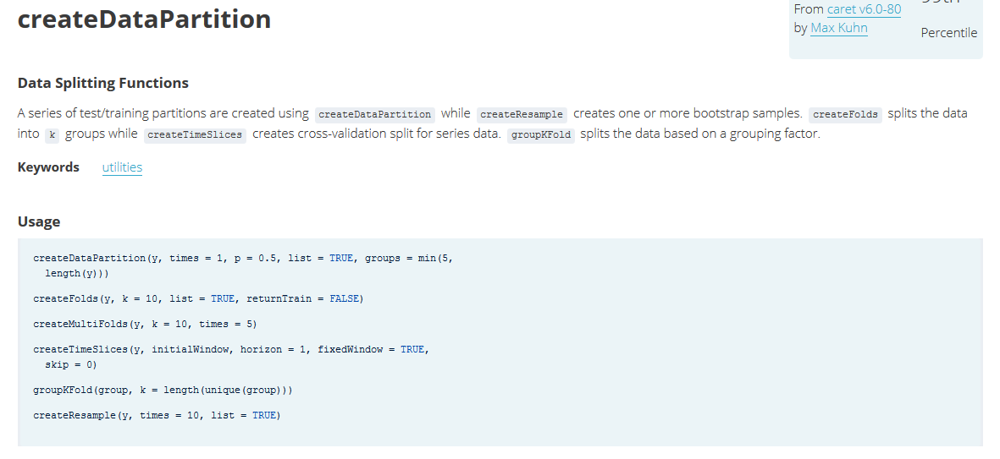 createDataPartition
From caret v6.0-80
by Max Kuhn
Percentile
Data Splitting Functions
A series of test/training partitions are created using createDataPartition while createResample creates one or more bootstrap samples. createFolds splits the data
into k groups while createTimeSlices creates cross-validation split for series data. groupKFold splits the data based on a grouping factor.
Keywords utilities
Usage
createDataPartition(y, times = 1, p = 0.5, list = TRUE, groups = min(5,
length(y)))
createFolds(y, k = 10, list = TRUE, returnTrain = FALSE)
createMultiFolds(y, k = 10, times = 5)
createTimeSlices(y, initialWindow, horizon = 1, fixedWindow = TRUE,
skip = 0)
groupKFold(group, k = length(unique(group)))
createResample(y, times = 10, list = TRUE)